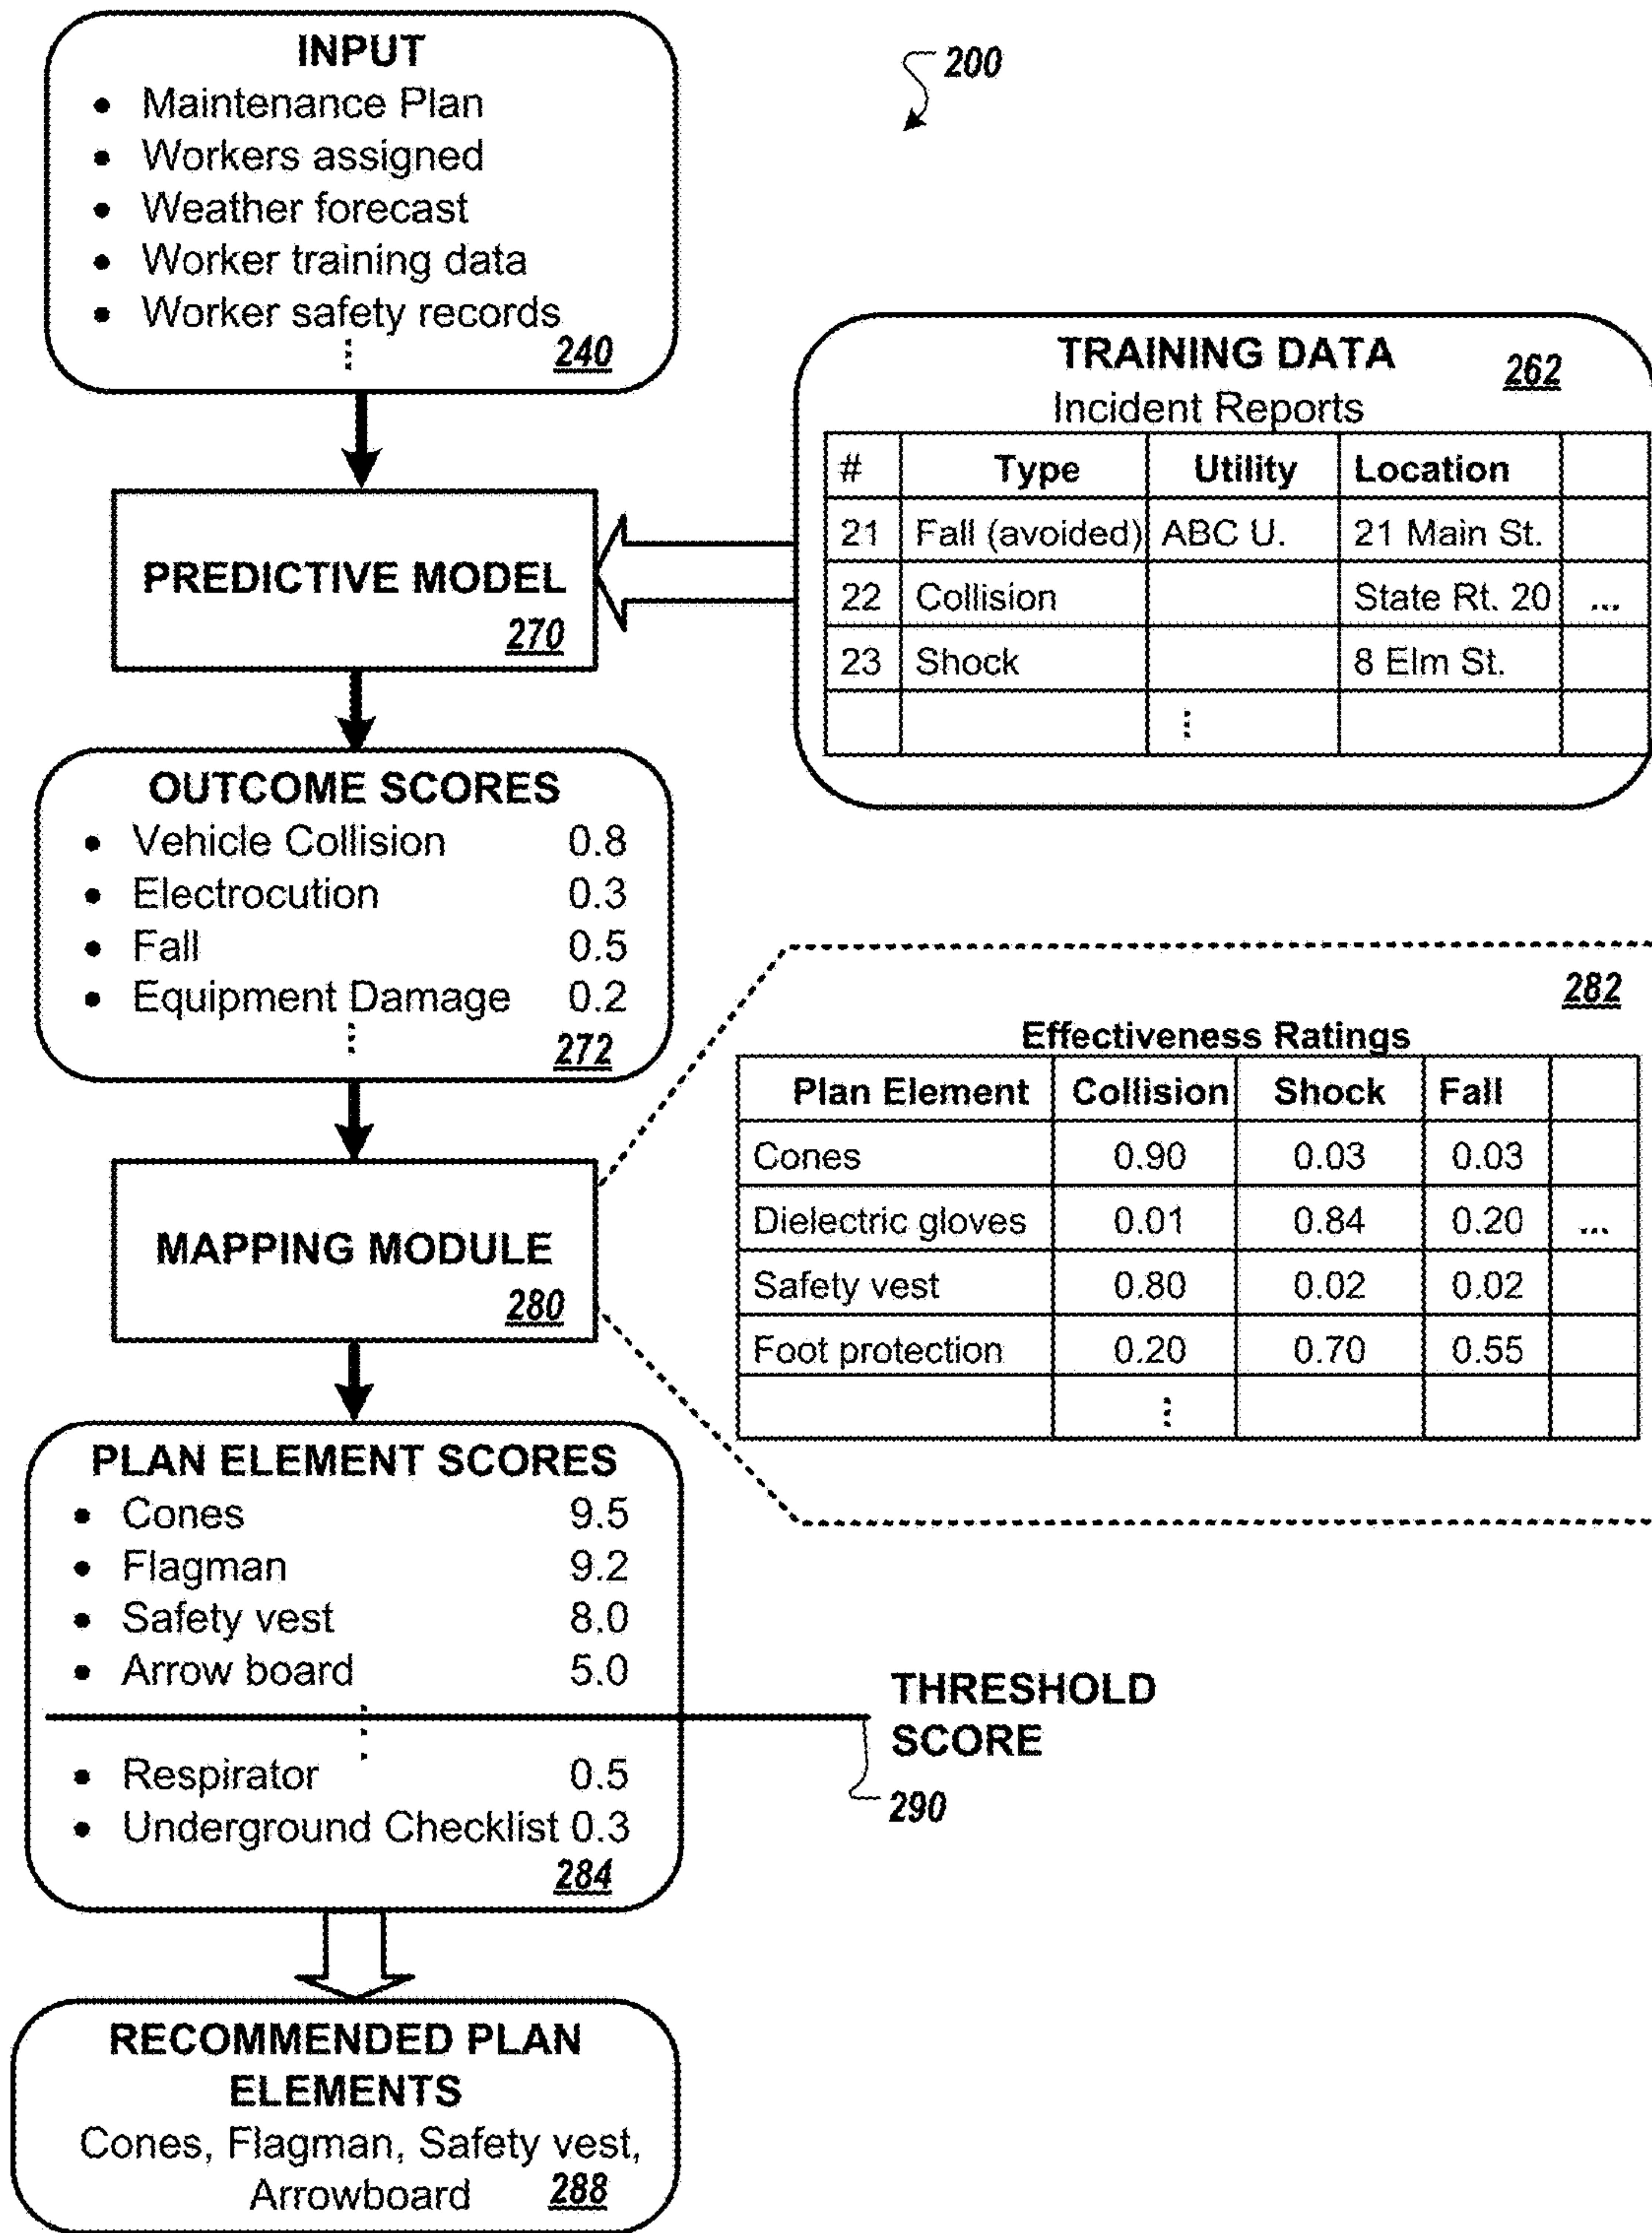 200
INPUT
• Maintenance Plan
• Workers assigned
• Weather forecast
• Worker training data
• Worker safety records
⋮
240
TRAINING DATA
262
Incident Reports
# Type Utility Location
21 Fall (avoided) ABC U. 21 Main St.
22 Collision State Rt. 20 ...
23 Shock 8 Elm St.
⋮
PREDICTIVE MODEL
270
OUTCOME SCORES
• Vehicle Collision 0.8
• Electrocution 0.3
• Fall 0.5
• Equipment Damage 0.2
⋮
272
282
Effectiveness Ratings
Plan Element Collision Shock Fall
Cones 0.90 0.03 0.03
Dielectric gloves 0.01 0.84 0.20 ...
Safety vest 0.80 0.02 0.02
Foot protection 0.20 0.70 0.55
⋮
MAPPING MODULE
280
PLAN ELEMENT SCORES
• Cones 9.5
• Flagman 9.2
• Safety vest 8.0
• Arrow board 5.0
⋮
THRESHOLD
SCORE
290
• Respirator 0.5
• Underground Checklist 0.3
284
RECOMMENDED PLAN
ELEMENTS
Cones, Flagman, Safety vest,
Arrowboard 288